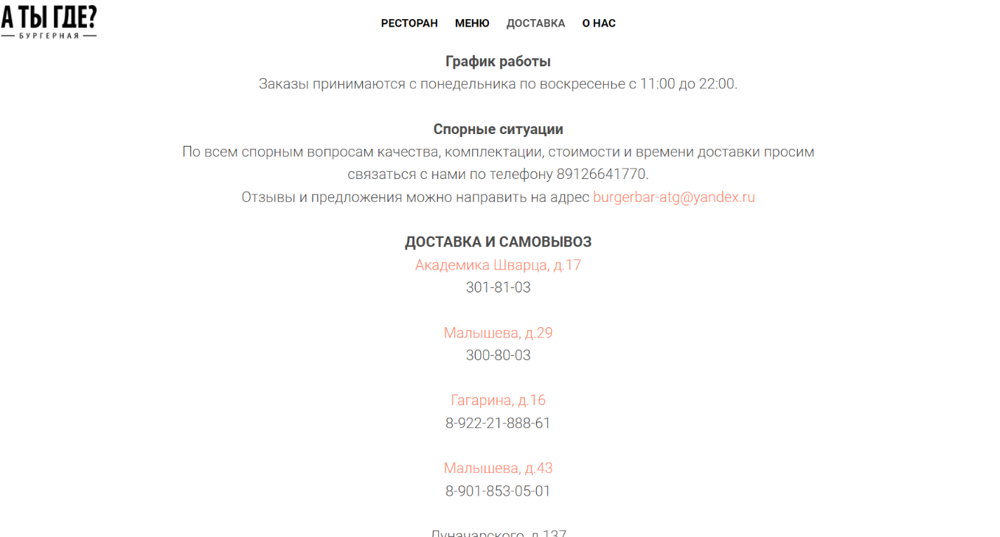 А ТЫ ГДЕ?
БУРГЕРНАЯ
РЕСТОРАН МЕНЮ ДОСТАВКА О НАС
График работы
Заказы принимаются с понедельника по воскресенье с 11:00 до 22:00.
Спорные ситуации
По всем спорным вопросам качества, комплектации, стоимости и времени доставки просим
связаться с нами по телефону 89126641770.
Отзывы и предложения можно направить на адрес burgerbar-atg@yandex.ru
ДОСТАВКА И САМОВЫВОЗ
Академика Шварца, д.17
301-81-03
Малышева, д.29
300-80-03
Гагарина, д.16
8-922-21-888-61
Малышева, д.43
8-901-853-05-01
Луначарского, д.137